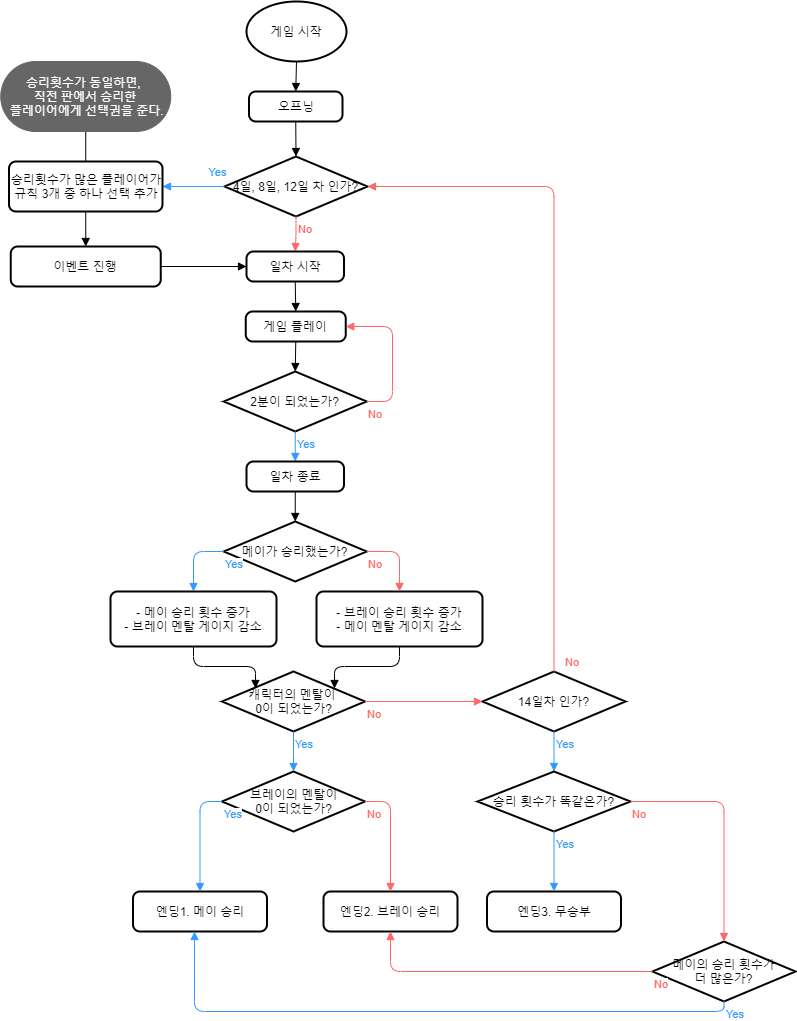 게임 시작
승리횟수가 동일하면,
직전 판에서 승리한
플레이어에게 선택권을 준다.
오프닝
4일, 8일, 12일 차 인가?
Yes
No
승리횟수가 많은 플레이어가
규칙 3개 중 하나 선택 추가
이벤트 진행
일차 시작
게임 플레이
2분이 되었는가?
No
Yes
일차 종료
메이가 승리했는가?
Yes
No
- 메이 승리 횟수 증가
- 브레이 멘탈 게이지 감소
- 브레이 승리 횟수 증가
- 메이 멘탈 게이지 감소
캐릭터의 멘탈이
0이 되었는가?
No
Yes
14일차 인가?
No
Yes
브레이의 멘탈이
0이 되었는가?
Yes
No
승리 횟수가 똑같은가?
No
Yes
엔딩1. 메이 승리
엔딩2. 브레이 승리
엔딩3. 무승부
메이의 승리 횟수가
더 많은가?
No
Yes